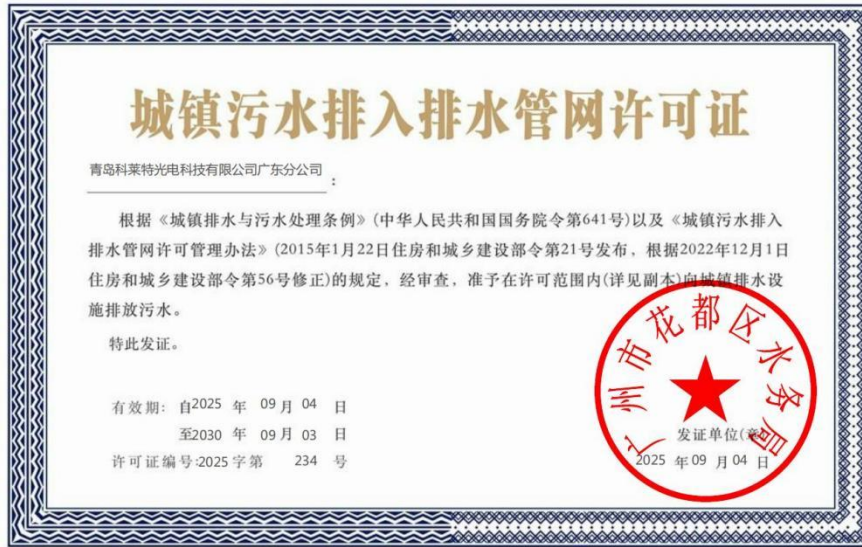 城镇污水排入排水管网许可证
青岛科莱特光电科技有限公司广东分公司：
根据《城镇排水与污水处理条例》(中华人民共和国国务院令第641号)以及《城镇污水排入
排水管网许可管理办法》(2015年1月22日住房和城乡建设部令第21号发布，根据2022年12月1日
住房和城乡建设部令第56号修正)的规定，经审查，准予在许可范围内(详见副本)向城镇排水设
施排放污水。
特此发证。
广州市花都区水务局
有效期：自2025 年 09月 04 日
至2030 年 09月 03 日
发证单位(章)
许可证编号:2025 字第 234 号
2025 年09 月 04 日